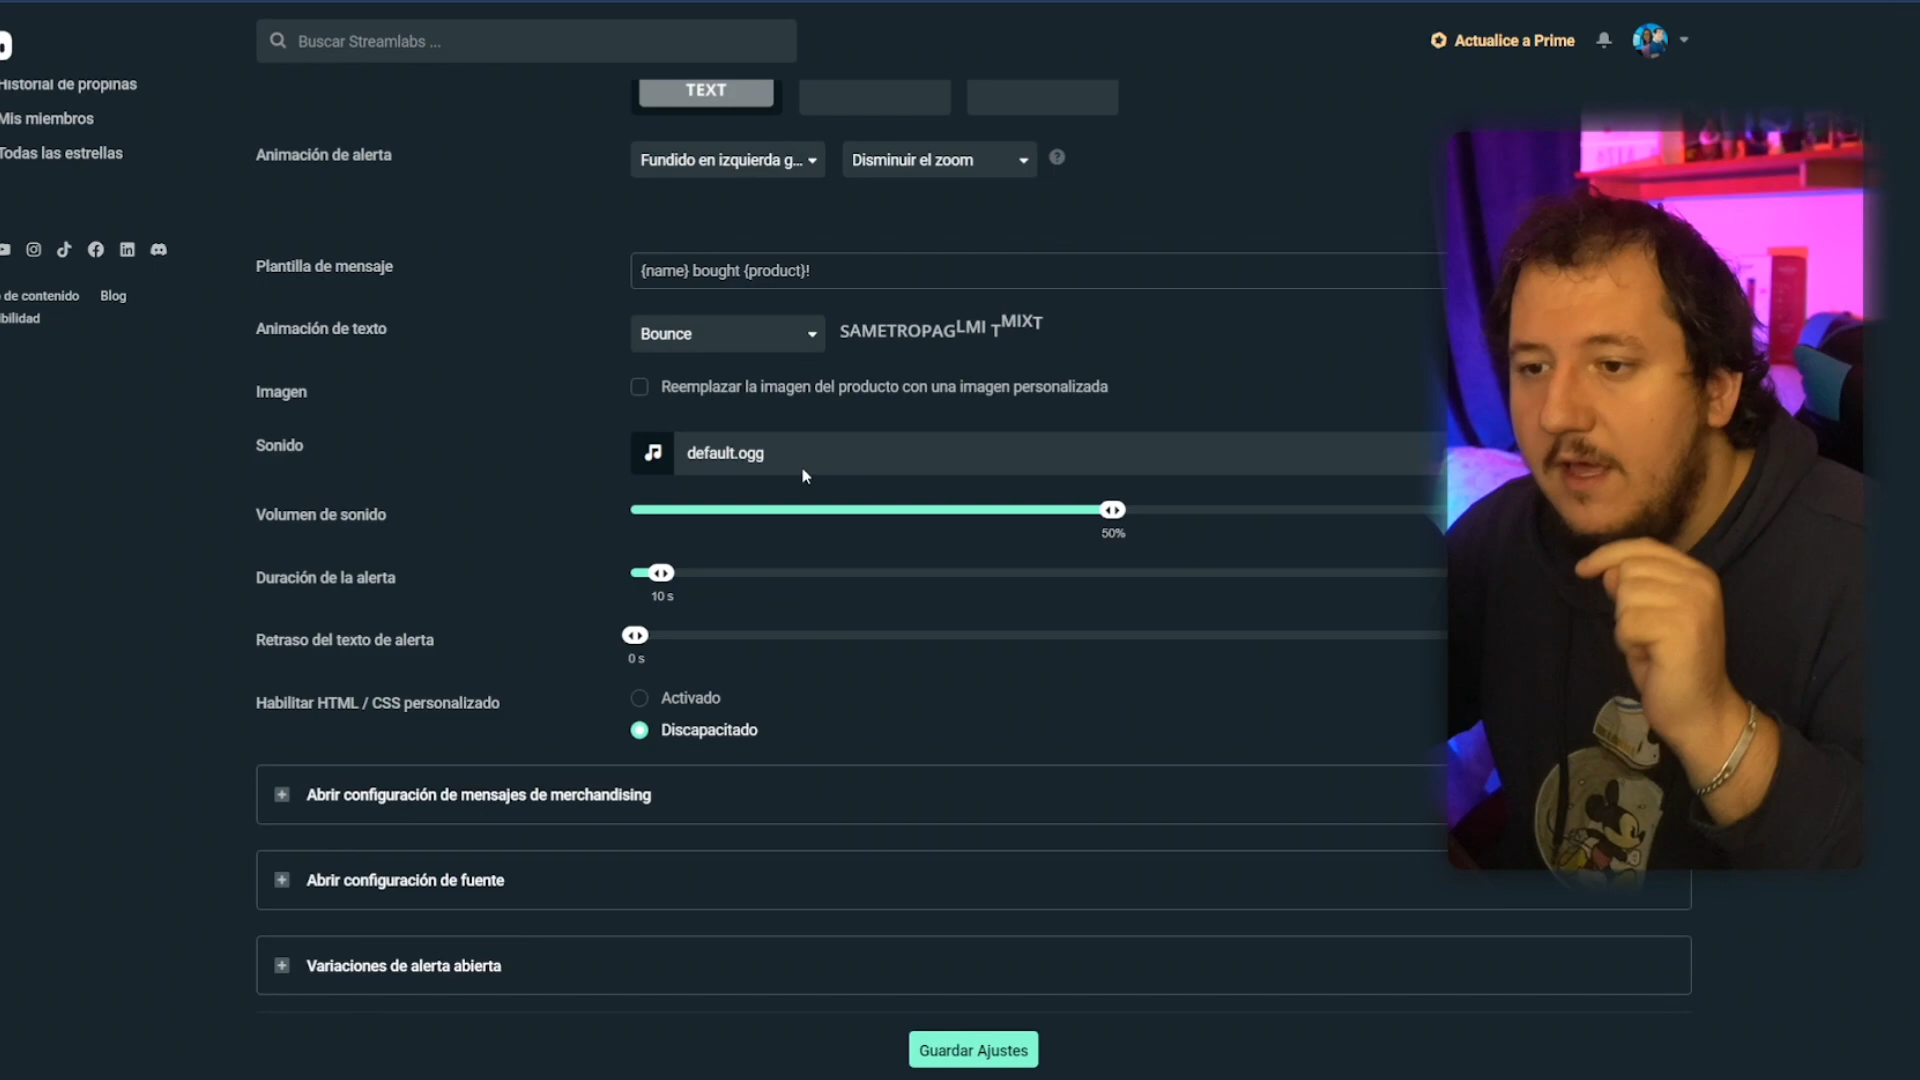 Buscar Streamlabs ...
Actualice a Prime
Historial de propinas
Mis miembros
Todas las estrellas
de contenido Blog
TEXT
Animación de alerta
Fundido en izquierda g...
Disminuir el zoom
Plantilla de mensaje
{name} bought {product}!
Animación de texto
Bounce
Imagen
Reemplazar la imagen del producto con una imagen personalizada
Sonido
default.ogg
Volumen de sonido
50%
Duración de la alerta
10 s
Retraso del texto de alerta
0 s
Habilitar HTML / CSS personalizado
Activado
Discapacitado
Abrir configuración de mensajes de merchandising
Abrir configuración de fuente
Variaciones de alerta abierta
Guardar Ajustes